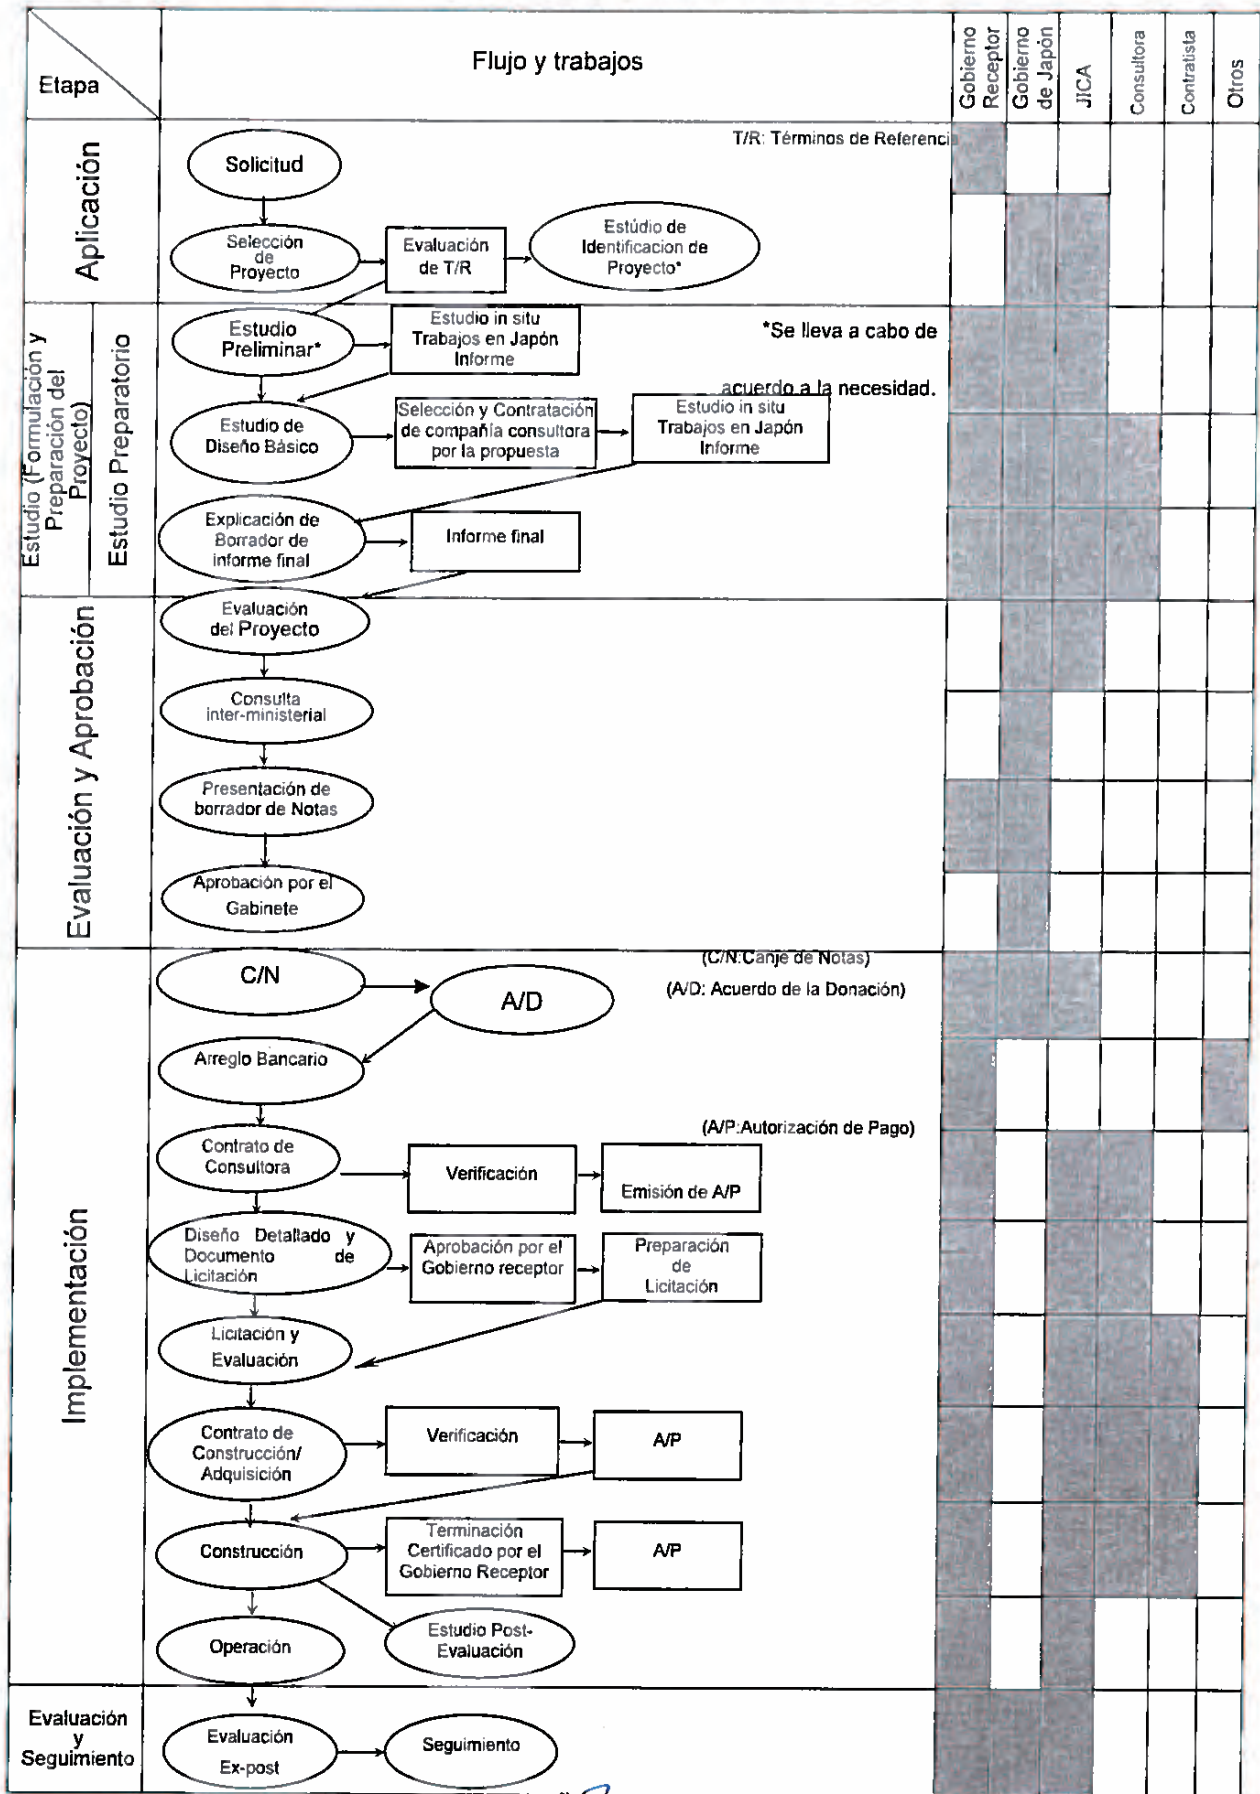 Etapa
Flujo y trabajos
Gobierno
Receptor
Gobierno
de Japón
JICA
Consultora
Contratista
Otros
Aplicación
T/R: Términos de Referenci
Solicitud
Selección
de
Proyecto
Evaluación
de T/R
Estúdio de
Identificacion de
Proyecto*
Estudio (Formulación y
Preparación del
Proyecto)
Estudio Preparatorio
Estudio
Preliminar*
Estudio in situ
Trabajos en Japón
Informe
*Se lleva a cabo de
acuerdo a la necesidad.
Estudio de
Diseño Básico
Selección y Contratación
de compañía consultora
por la propuesta
Estudio in situ
Trabajos en Japón
Informe
Explicación de
Borrador de
informe final
Informe final
Evaluación y Aprobación
Evaluación
del Proyecto
Consulta
inter-ministerial
Presentación de
borrador de Notas
Aprobación por el
Gabinete
Implementación
C/N
A/D
(C/N:Canje de Notas)
(A/D: Acuerdo de la Donación)
Arreglo Bancario
(A/P:Autorización de Pago)
Contrato de
Consultora
Verificación
Emisión de A/P
Diseño Detallado y
Documento de
Licitación
Aprobación por el
Gobierno receptor
Preparación
de
Licitación
Licitación y
Evaluación
Contrato de
Construcción/
Adquisición
Verificación
A/P
Construcción
Terminación
Certificado por el
Gobierno Receptor
A/P
Operación
Estudio Post-
Evaluación
Evaluación
y
Seguimiento
Evaluación
Ex-post
Seguimiento